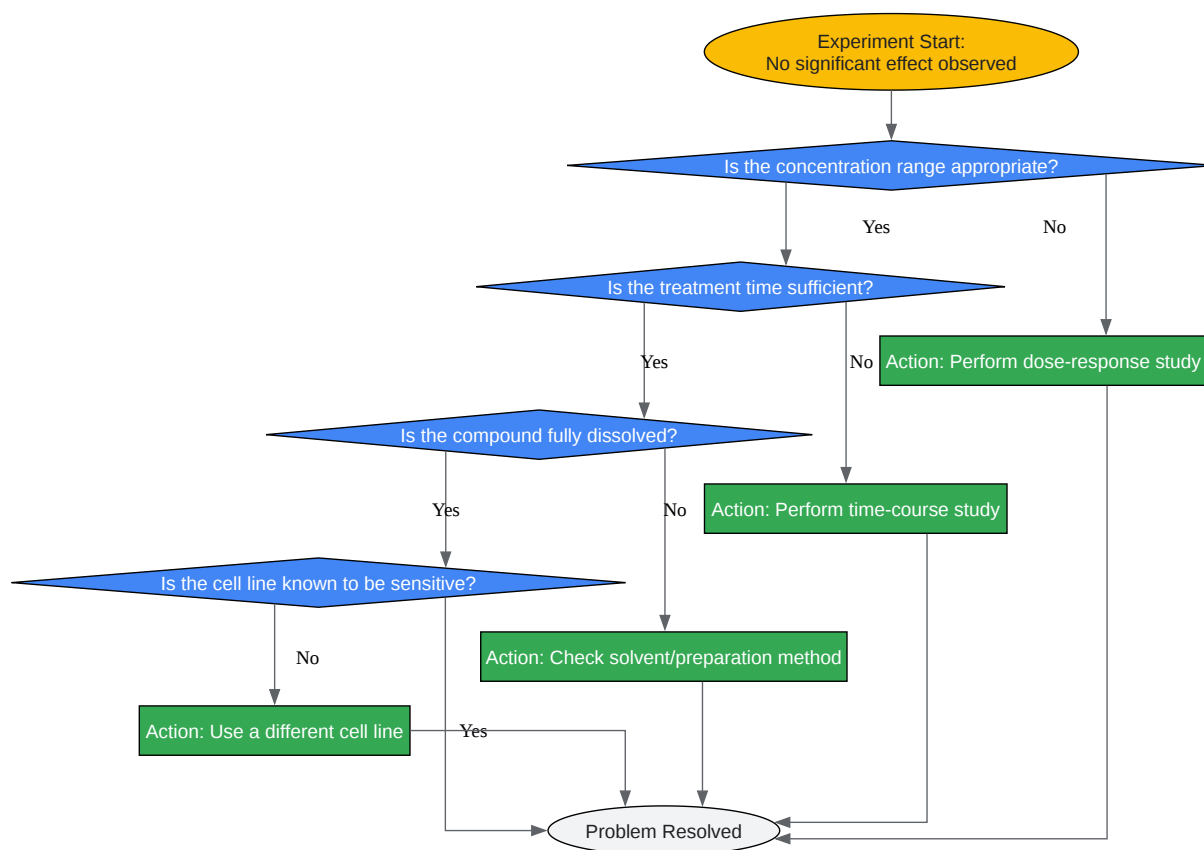 Experiment Start:
No significant effect observed
Is the concentration range appropriate?
Yes
No
Is the treatment time sufficient?
Yes
No
Action: Perform dose-response study
Is the compound fully dissolved?
Yes
No
Action: Perform time-course study
Is the cell line known to be sensitive?
No
Action: Check solvent/preparation method
Action: Use a different cell line
Yes
Problem Resolved